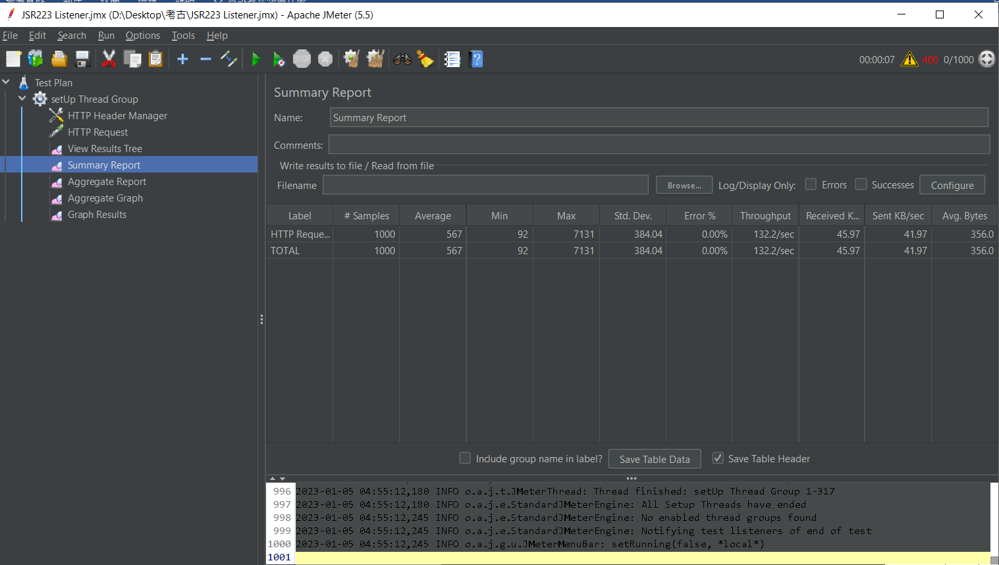 JSR223 Listener.jmx (D:\Desktop\考古\JSR223 Listener.jmx) - Apache JMeter (5.5)
File Edit Search Run Options Tools Help
STOP
00:00:07 400 0/1000
Test Plan
setUp Thread Group
HTTP Header Manager
HTTP Request
View Results Tree
Summary Report
Aggregate Report
Aggregate Graph
Graph Results
Summary Report
Name: Summary Report
Comments:
Write results to file / Read from file
Filename Browse... Log/Display Only: Errors Successes Configure
Label # Samples Average Min Max Std. Dev. Error % Throughput Received K... Sent KB/sec Avg. Bytes
HTTP Reque... 1000 567 92 7131 384.04 0.00% 132.2/sec 45.97 41.97 356.0
TOTAL 1000 567 92 7131 384.04 0.00% 132.2/sec 45.97 41.97 356.0
Include group name in label? Save Table Data Save Table Header
996 2023-01-05 04:55:12,180 INFO o.a.j.t.JMeterThread: Thread finished: setUp Thread Group 1-317
997 2023-01-05 04:55:12,180 INFO o.a.j.e.StandardJMeterEngine: All Setup Threads have ended
998 2023-01-05 04:55:12,245 INFO o.a.j.e.StandardJMeterEngine: No enabled thread groups found
999 2023-01-05 04:55:12,245 INFO o.a.j.e.StandardJMeterEngine: Notifying test listeners of end of test
1000 2023-01-05 04:55:12,245 INFO o.a.j.g.u.JMeterMenuBar: setRunning(false, *local*)
1001